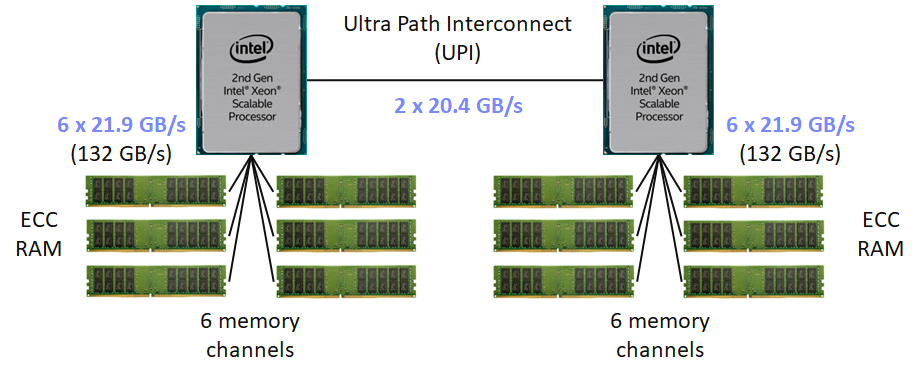 Ultra Path Interconnect
(UPI)
2 x 20.4 GB/s
intel
2nd Gen
Intel® Xeon®
Scalable
Processor
intel
2nd Gen
Intel® Xeon®
Scalable
Processor
6 x 21.9 GB/s
(132 GB/s)
6 x 21.9 GB/s
(132 GB/s)
ECC
RAM
ECC
RAM
6 memory
channels
6 memory
channels